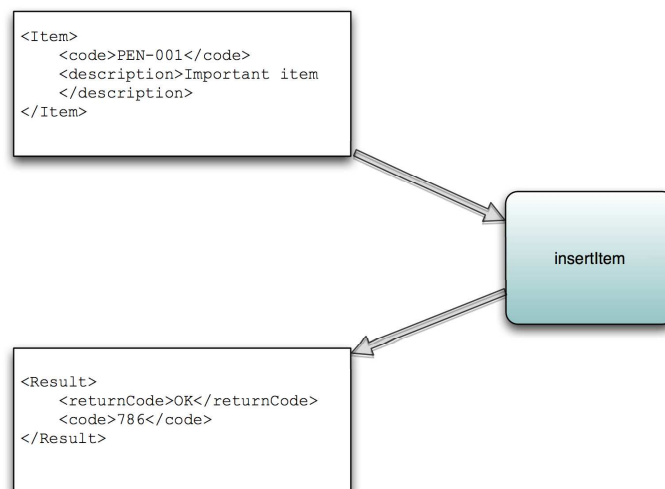 <Item>
    <code>PEN-001</code>
    <description>Important item
    </description>
</Item>
insertItem
<Result>
    <returnCode>OK</returnCode>
    <code>786</code>
</Result>